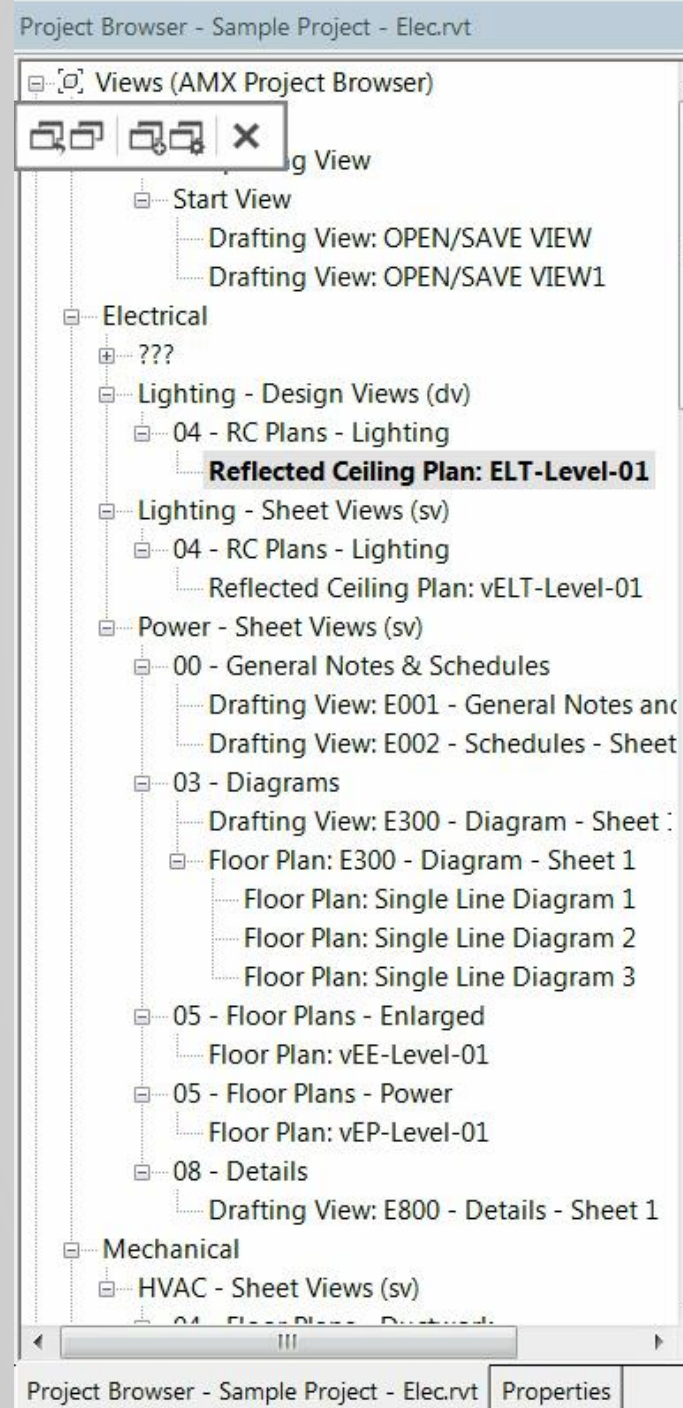 Project Browser - Sample Project - Elec.rvt
Views (AMX Project Browser)
g View
Start View
Drafting View: OPEN/SAVE VIEW
Drafting View: OPEN/SAVE VIEW1
Electrical
???
Lighting - Design Views (dv)
04 - RC Plans - Lighting
Reflected Ceiling Plan: ELT-Level-01
Lighting - Sheet Views (sv)
04 - RC Plans - Lighting
Reflected Ceiling Plan: vELT-Level-01
Power - Sheet Views (sv)
00 - General Notes & Schedules
Drafting View: E001 - General Notes and
Drafting View: E002 - Schedules - Sheet
03 - Diagrams
Drafting View: E300 - Diagram - Sheet
Floor Plan: E300 - Diagram - Sheet 1
Floor Plan: Single Line Diagram 1
Floor Plan: Single Line Diagram 2
Floor Plan: Single Line Diagram 3
05 - Floor Plans - Enlarged
Floor Plan: vEE-Level-01
05 - Floor Plans - Power
Floor Plan: vEP-Level-01
08 - Details
Drafting View: E800 - Details - Sheet 1
Mechanical
HVAC - Sheet Views (sv)
04 - Floor Plans - Ductwork
Project Browser - Sample Project - Elec.rvt
Properties